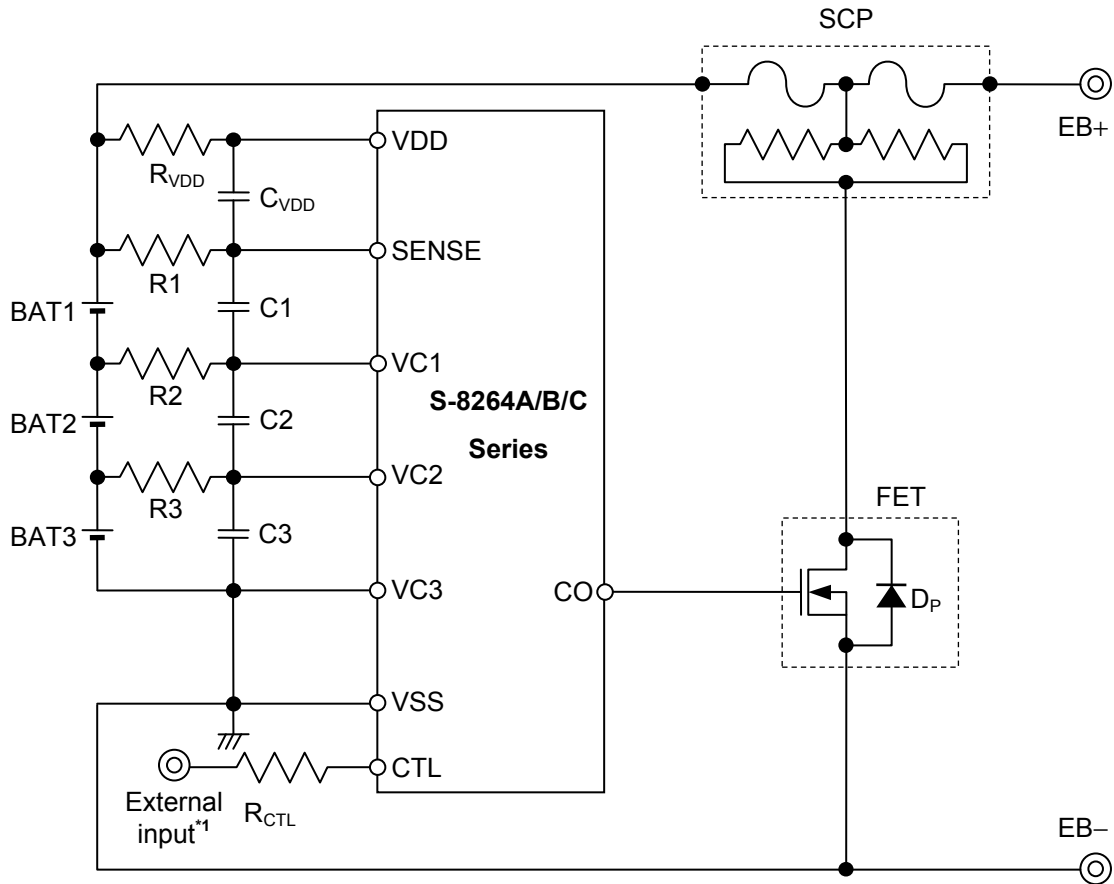 SCP
EB+
VDD
RVDD
CVDD
SENSE
R1
BAT1
C1
VC1
R2
S-8264A/B/C
Series
BAT2
C2
VC2
R3
FET
BAT3
C3
VC3
CO
DP
VSS
CTL
External
input*1
RCTL
EB−